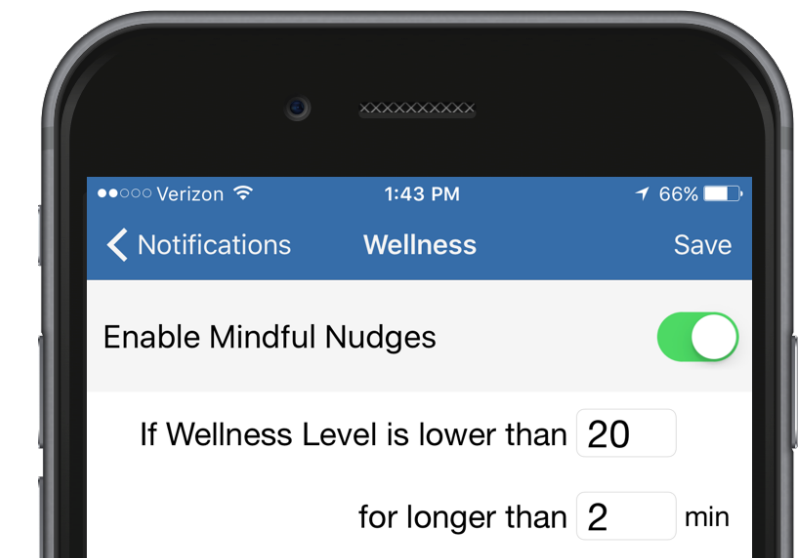 Verizon 1:43 PM 66%
Notifications Wellness Save
Enable Mindful Nudges
If Wellness Level is lower than 20
for longer than 2 min